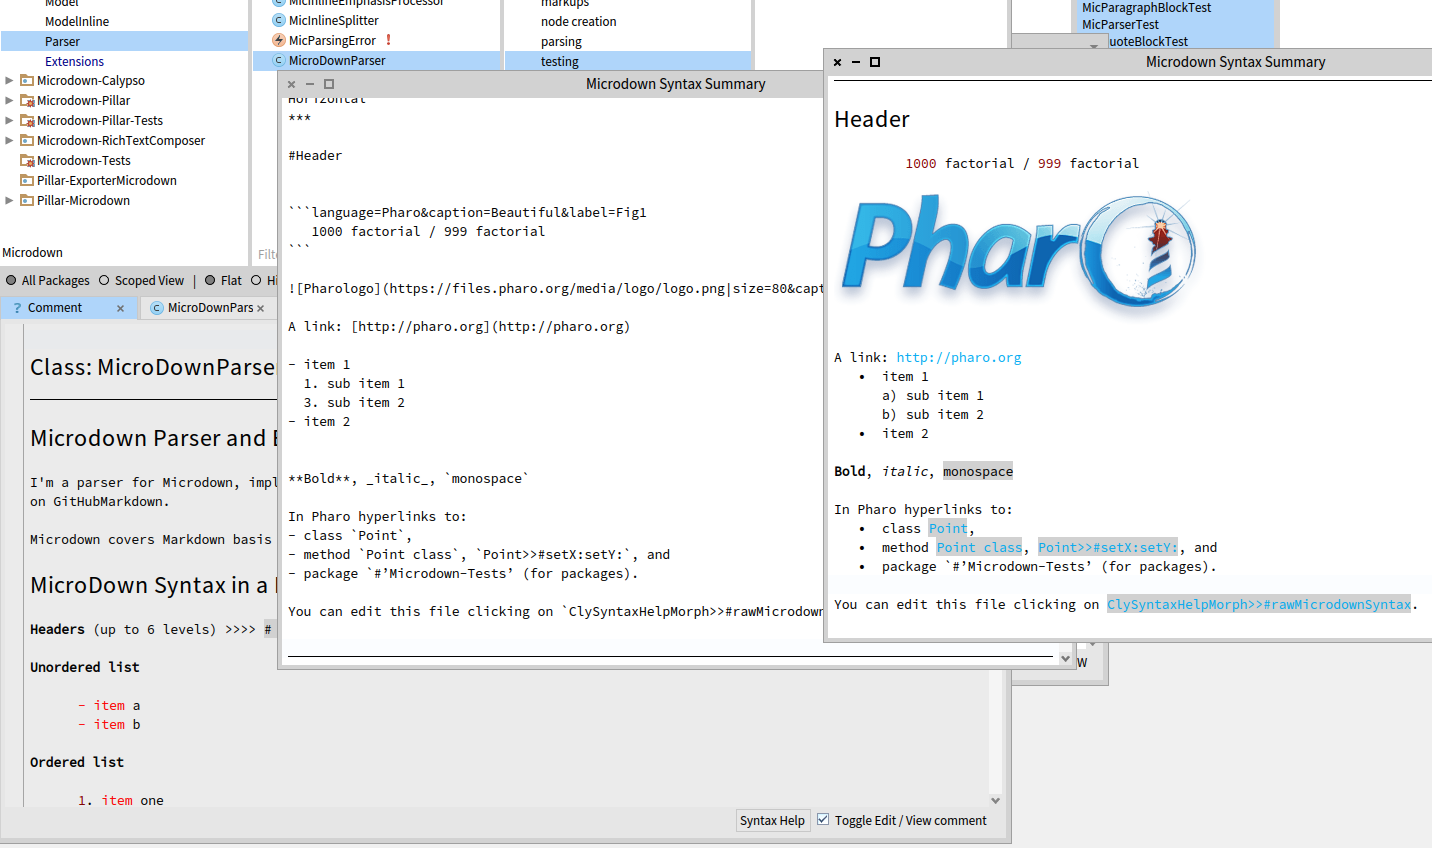 Model
ModelInline
Parser
Extensions
Microdown-Calypso
Microdown-Pillar
Microdown-Pillar-Tests
Microdown-RichTextComposer
Microdown-Tests
Pillar-ExporterMicrodown
Pillar-Microdown
Microdown
MicInlineEmphasisProcessor
MicInlineSplitter
MicParsingError !
MicroDownParser
markups
node creation
parsing
testing
MicParagraphBlockTest
MicParserTest
uoteBlockTest
Filte
All Packages Scoped View | Flat Hi
? Comment × MicroDownPars ×
Class: MicroDownParse
Microdown Parser and
I'm a parser for Microdown, impl
on GitHubMarkdown.
Microdown covers Markdown basis
MicroDown Syntax in a
Headers (up to 6 levels) >>>> #
Unordered list
- item a
- item b
Ordered list
1. item one
Syntax Help Toggle Edit / View comment
Microdown Syntax Summary
Horizontal
***
#Header
```language=Pharo&caption=Beautiful&label=Fig1
1000 factorial / 999 factorial
```
![Pharologo](https://files.pharo.org/media/logo/logo.png|size=80&capt
A link: [http://pharo.org](http://pharo.org)
- item 1
1. sub item 1
3. sub item 2
- item 2
**Bold**, _italic_, `monospace`
In Pharo hyperlinks to:
- class `Point`,
- method `Point class`, `Point>>#setX:setY:`, and
- package `#’Microdown-Tests’ (for packages).
You can edit this file clicking on `ClySyntaxHelpMorph>>#rawMicrodown
Microdown Syntax Summary
Header
1000 factorial / 999 factorial
Pharo
A link: http://pharo.org
• item 1
a) sub item 1
b) sub item 2
• item 2
Bold, italic, monospace
In Pharo hyperlinks to:
• class Point,
• method Point class, Point>>#setX:setY:, and
• package `#’Microdown-Tests’ (for packages).
You can edit this file clicking on ClySyntaxHelpMorph>>#rawMicrodownSyntax.
W